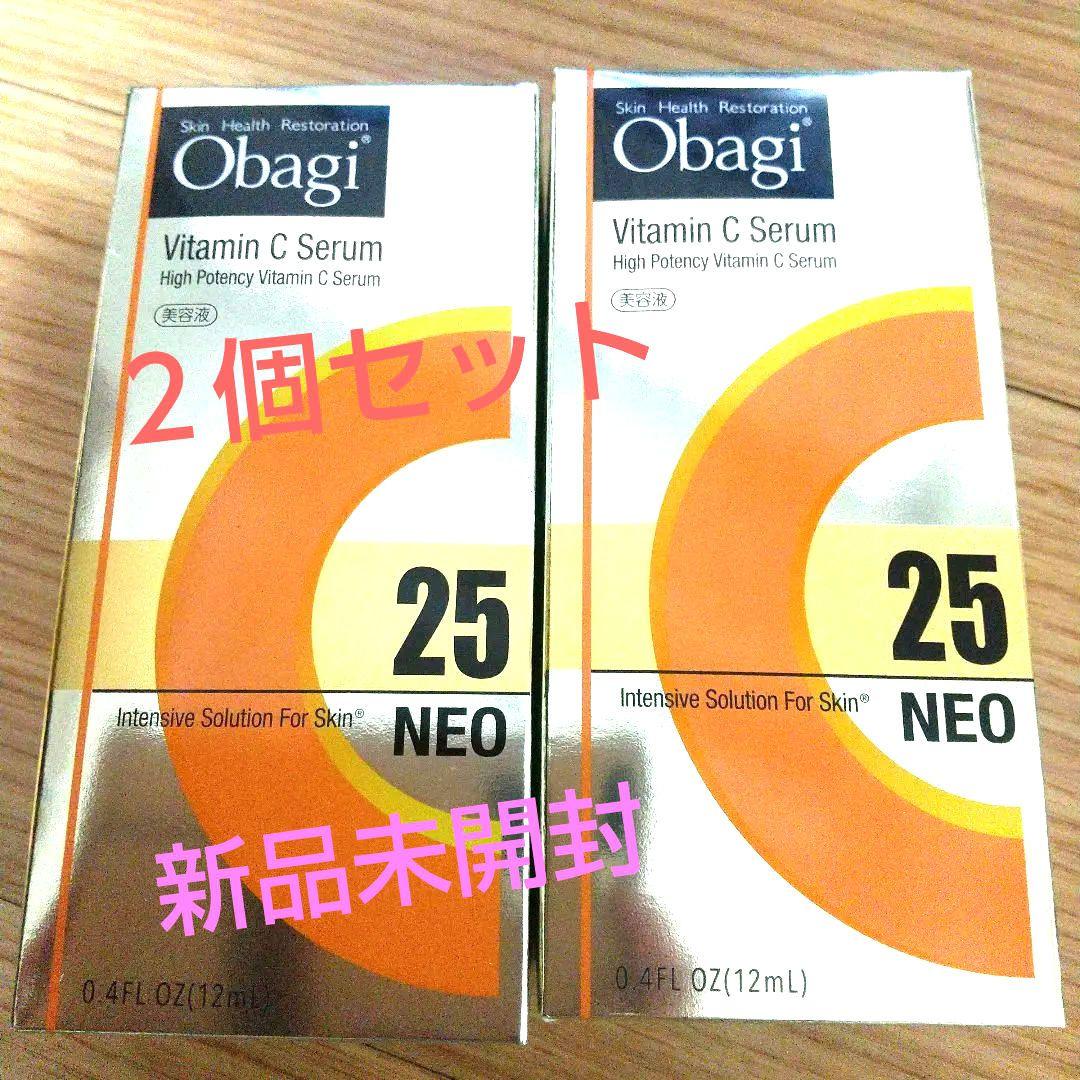 Skin Health Restoration
Obagi®
Vitamin C Serum
High Potency Vitamin C Serum
美容液
25
Intensive Solution For Skin®
NEO
0.4FL OZ(12mL)
Skin Health Restoration
Obagi®
Vitamin C Serum
High Potency Vitamin C Serum
美容液
25
Intensive Solution For Skin®
NEO
0.4FL OZ(12mL)
2個セット
新品未開封